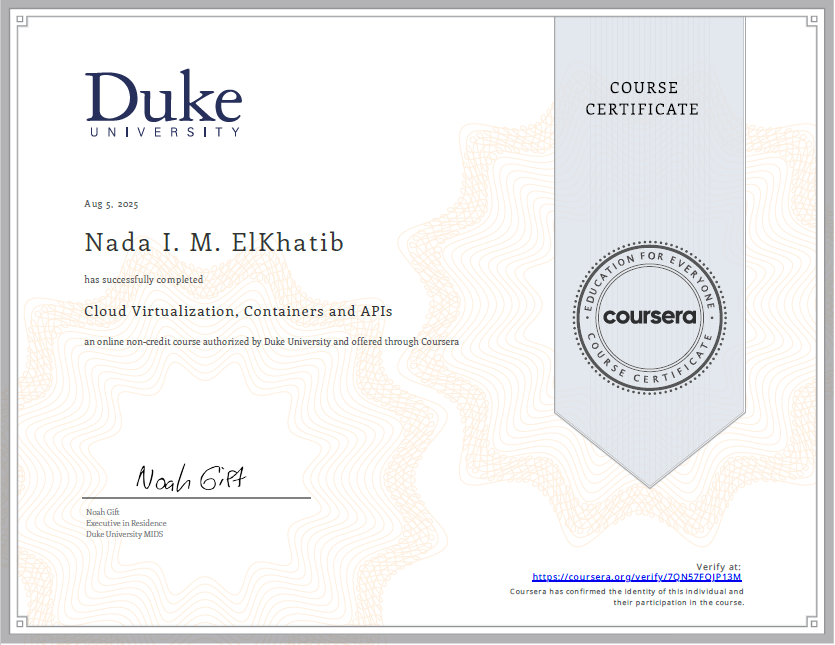 Duke
UNIVERSITY
COURSE
CERTIFICATE
Aug 5, 2025
Nada I. M. ElKhatib
has successfully completed
Cloud Virtualization, Containers and APIs
an online non-credit course authorized by Duke University and offered through Coursera
EDUCATION FOR EVERYONE
coursera
COURSE CERTIFICATE
Noah Gift
Noah Gift
Executive in Residence
Duke University MIDS
Verify at:
https://coursera.org/verify/7QN57FQJP13M
Coursera has confirmed the identity of this individual and
their participation in the course.